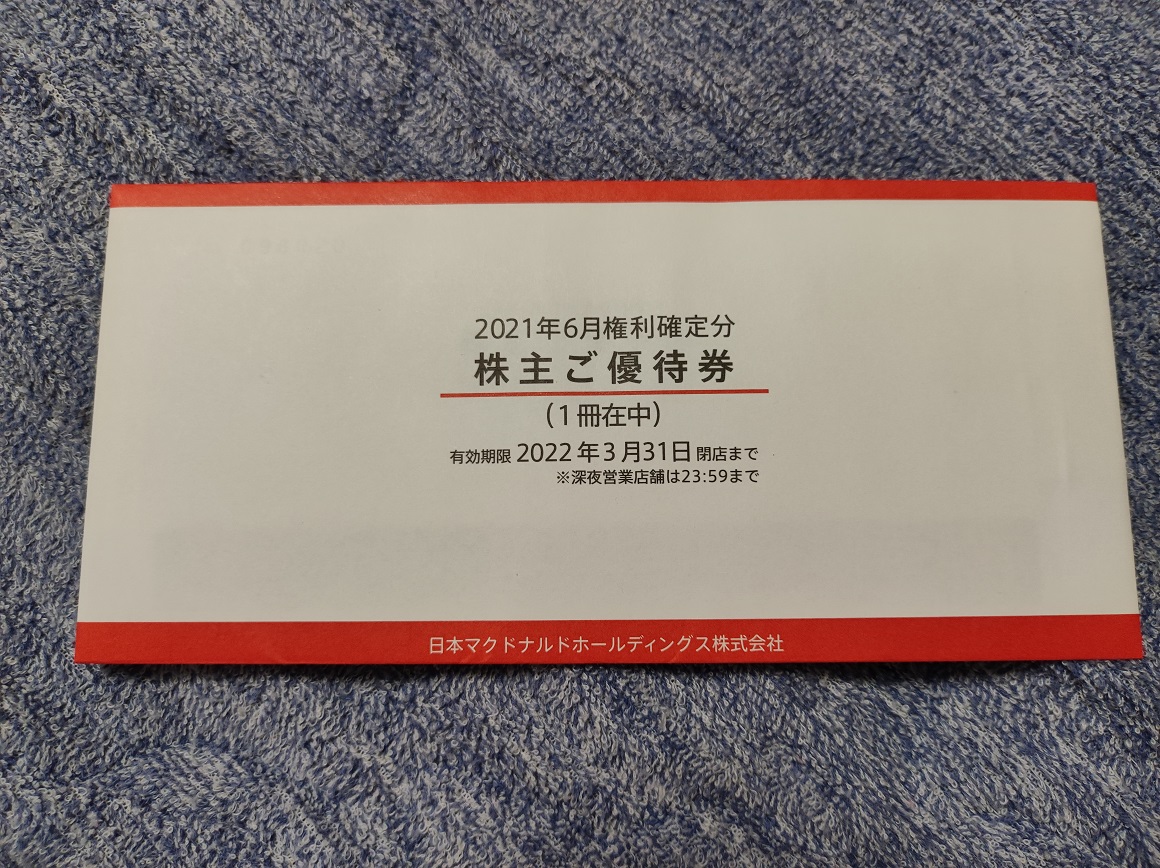 2021年6月権利確定分
株主ご優待券
(1冊在中)
有効期限 2022年3月31日 閉店まで
※深夜営業店舗は23:59まで
日本マクドナルドホールディングス株式会社